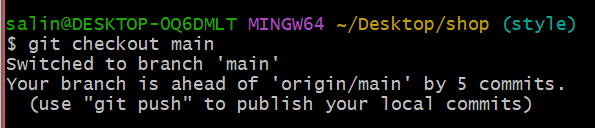 salin@DESKTOP-OQ6DMLT MINGW64 ~/Desktop/shop (style)
$ git checkout main
Switched to branch 'main'
Your branch is ahead of 'origin/main' by 5 commits.
  (use "git push" to publish your local commits)